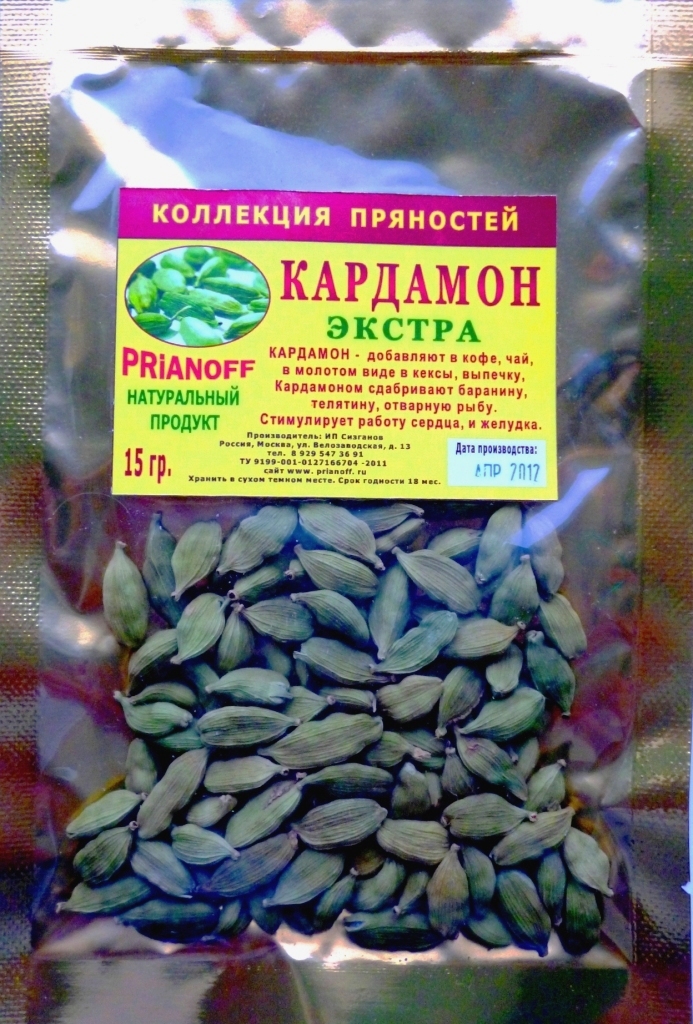 КОЛЛЕКЦИЯ ПРЯНОСТЕЙ
КАРДАМОН
ЭКСТРА
PRiANOFF
НАТУРАЛЬНЫЙ
ПРОДУКТ
15 гр.
КАРДАМОН - добавляют в кофе, чай,
в молотом виде в кексы, выпечку,
Кардамоном сдабривают баранину,
телятину, отварную рыбу.
Стимулирует работу сердца, и желудка.
Производитель: ИП Сизганов
Россия, Москва, ул. Велозаводская, д. 13
тел. 8 929 547 36 91
ТУ 9199-001-0127166704 -2011
сайт www. prianoff. ru
Хранить в сухом темном месте. Срок годности 18 мес.
Дата производства:
АПР 2012